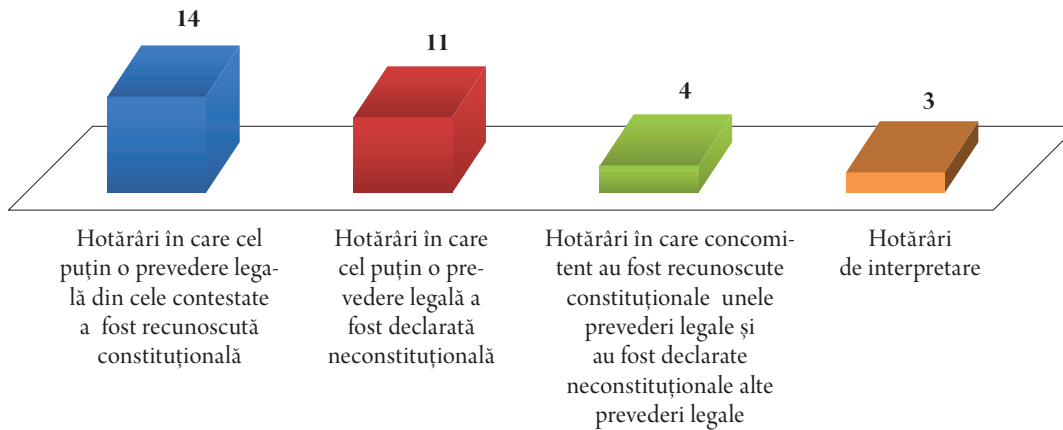 14
11
4
3
Hotărâri în care cel
puțin o prevedere lega-
lă din cele contestate
a fost recunoscută
constituțională
Hotărâri în care
cel puțin o pre-
vedere legală a
fost declarată
neconstituțională
Hotărâri în care concomi-
tent au fost recunoscute
constituționale unele
prevederi legale și
au fost declarate
neconstituționale alte
prevederi legale
Hotărâri
de interpretare